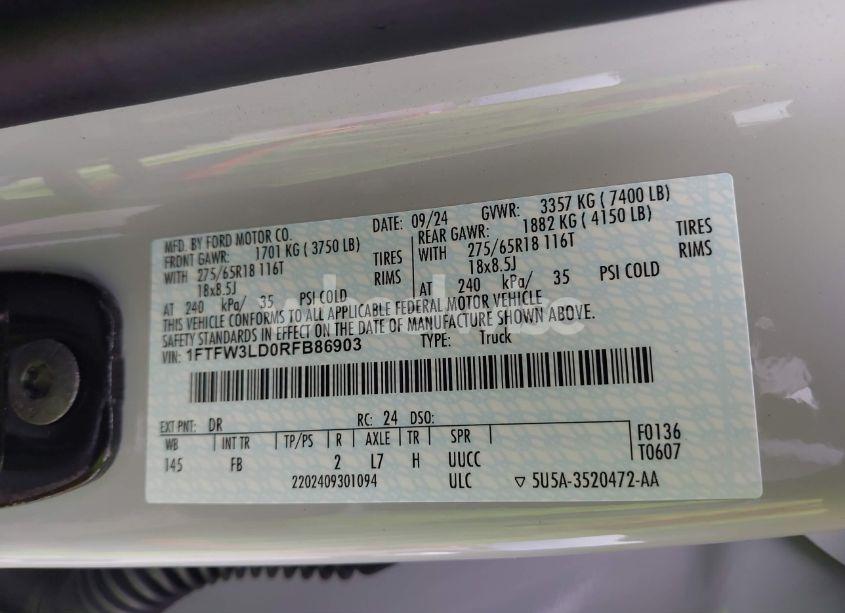 MFD. BY FORD MOTOR CO. DATE: 09/24 GVWR: 3357 KG ( 7400 LB)
FRONT GAWR: 1701 KG ( 3750 LB) REAR GAWR: 1882 KG ( 4150 LB)
WITH 275/65R18 116T TIRES WITH 275/65R18 116T TIRES
18x8.5J RIMS 18x8.5J RIMS
AT 240 kPa/ 35 PSI COLD AT 240 kPa/ 35 PSI COLD
THIS VEHICLE CONFORMS TO ALL APPLICABLE FEDERAL MOTOR VEHICLE
SAFETY STANDARDS IN EFFECT ON THE DATE OF MANUFACTURE SHOWN ABOVE.
VIN: 1FTFW3LD0RFB86903 TYPE: Truck
EXT PNT: DR RC: 24 DSO:
WB INT TR TP/PS R AXLE TR SPR F0136
145 FB 2 L7 H UUCC T0607
2202409301094 ULC ▽ 5U5A-3520472-AA